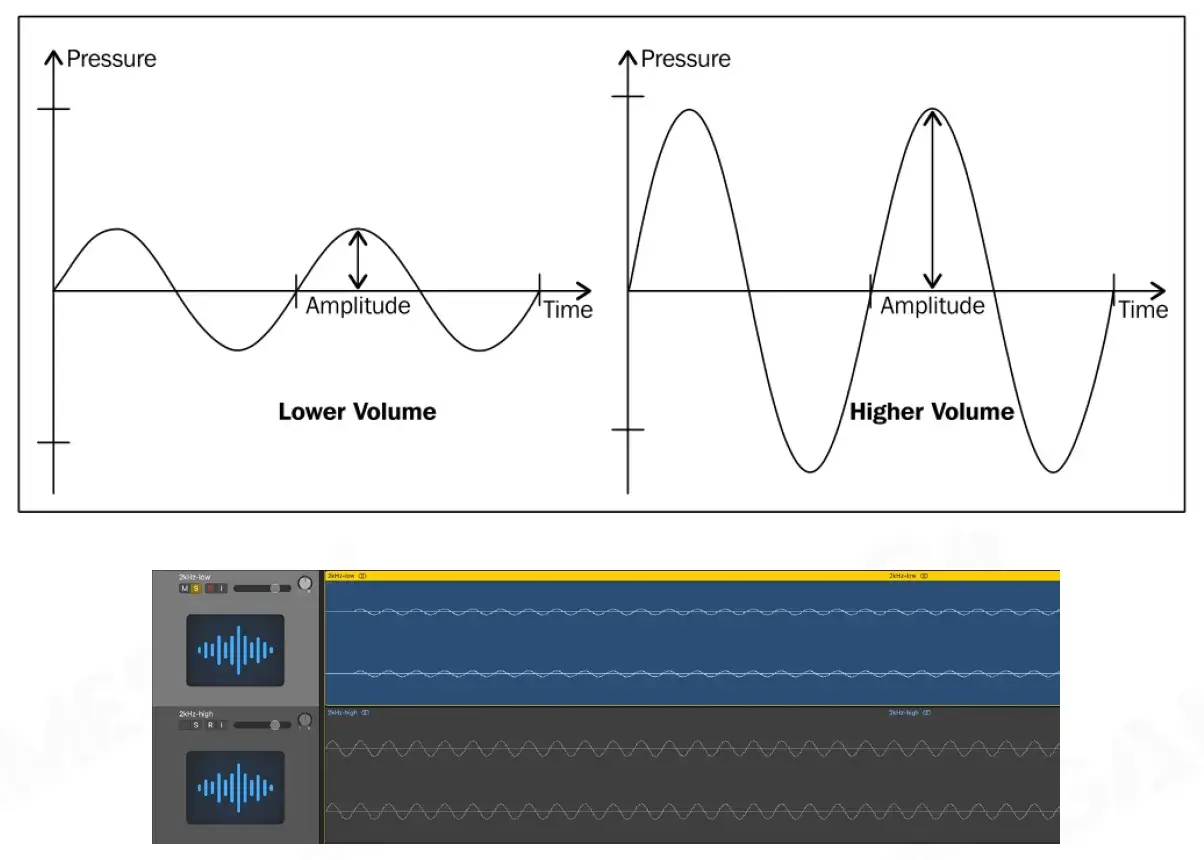 Pressure
Pressure
Amplitude
Time
Amplitude
Time
Lower Volume
Higher Volume
2kHz-low
2kHz-low
2kHz-low
M S R I
2kHz-high
2kHz-high
2kHz-high
S R I